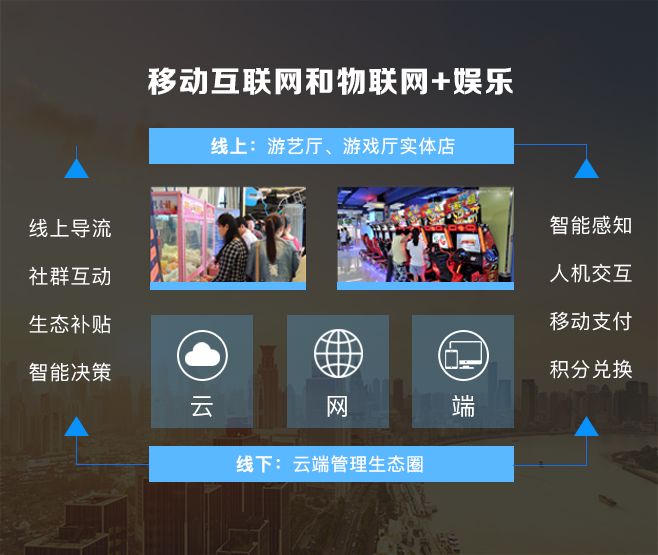 移动互联网和物联网+娱乐
线上：游艺厅、游戏厅实体店
线上导流
社群互动
生态补贴
智能决策
智能感知
人机交互
移动支付
积分兑换
云
网
端
线下：云端管理生态圈